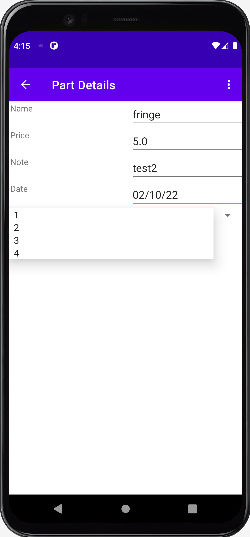 4:15
Part Details
Name
fringe
Price
5.0
Note
test2
Date
02/10/22
1
2
3
4